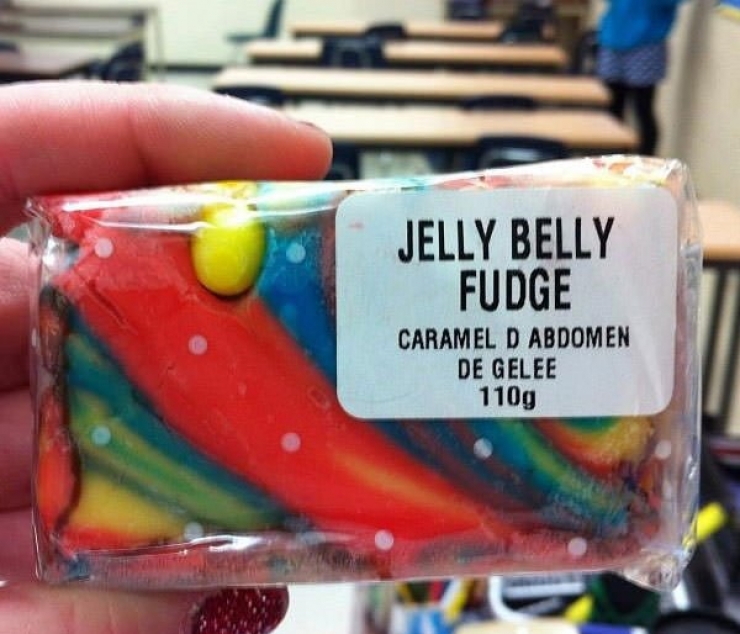 JELLY BELLY
FUDGE
CARAMEL D ABDOMEN
DE GELEE
110g